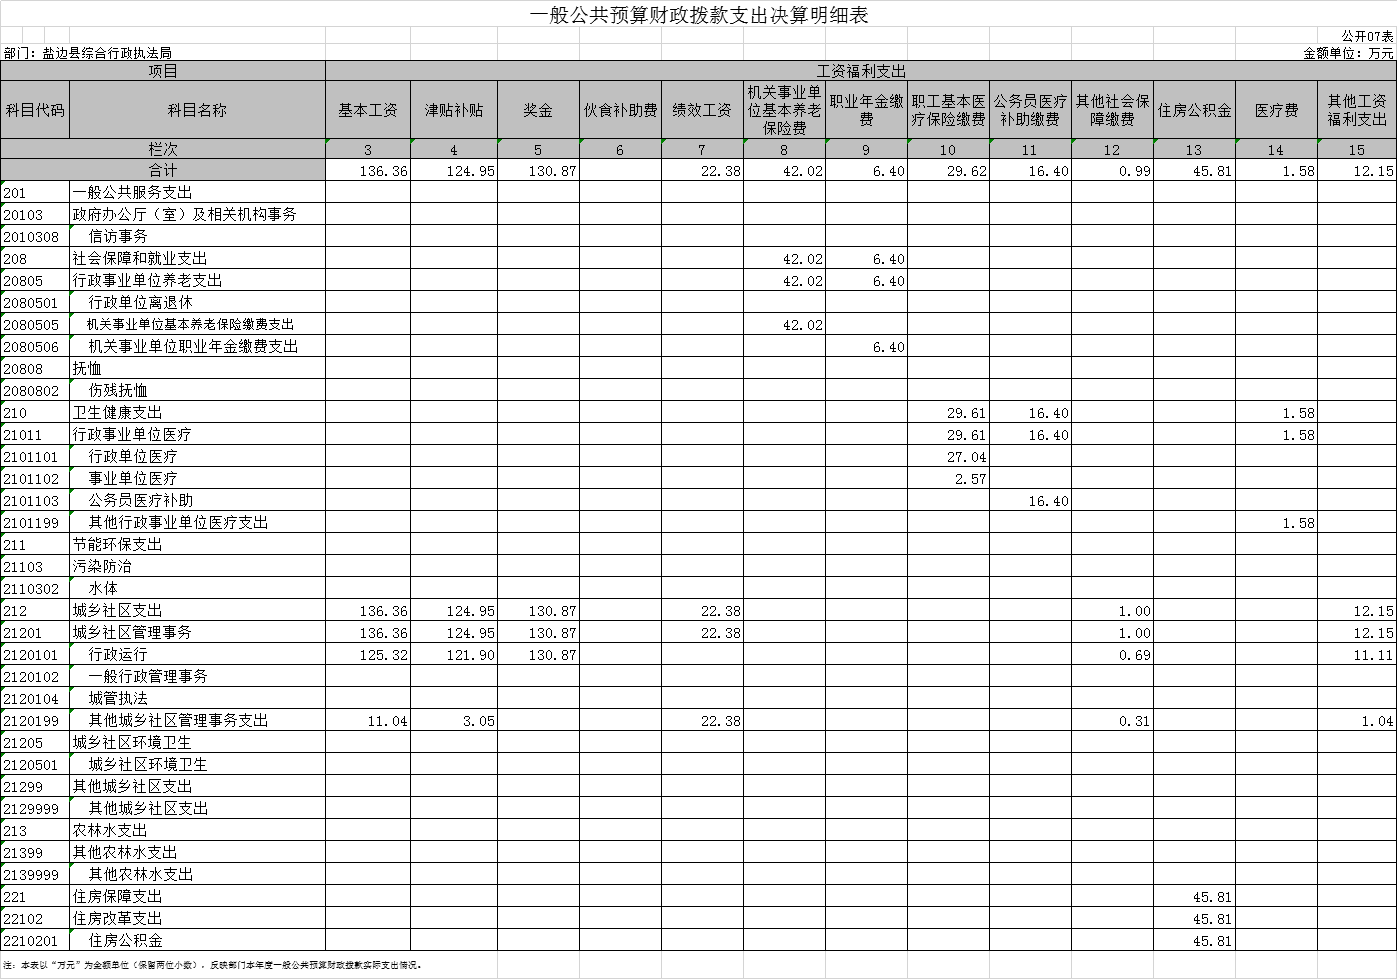 一般公共预算财政拨款支出决算明细表
公开07表
部门：盐边县综合行政执法局 金额单位：万元
项目 工资福利支出
科目代码 科目名称 基本工资 津贴补贴 奖金 伙食补助费 绩效工资 机关事业单位基本养老保险费 职业年金缴费 职工基本医疗保险缴费 公务员医疗补助缴费 其他社会保障缴费 住房公积金 医疗费 其他工资福利支出
栏次 3 4 5 6 7 8 9 10 11 12 13 14 15
合计 136.36 124.95 130.87 22.38 42.02 6.40 29.62 16.40 0.99 45.81 1.58 12.15
201 一般公共服务支出
20103 政府办公厅（室）及相关机构事务
2010308 信访事务
208 社会保障和就业支出 42.02 6.40
20805 行政事业单位养老支出 42.02 6.40
2080501 行政单位离退休
2080505 机关事业单位基本养老保险缴费支出 42.02
2080506 机关事业单位职业年金缴费支出 6.40
20808 抚恤
2080802 伤残抚恤
210 卫生健康支出 29.61 16.40 1.58
21011 行政事业单位医疗 29.61 16.40 1.58
2101101 行政单位医疗 27.04
2101102 事业单位医疗 2.57
2101103 公务员医疗补助 16.40
2101199 其他行政事业单位医疗支出 1.58
211 节能环保支出
21103 污染防治
2110302 水体
212 城乡社区支出 136.36 124.95 130.87 22.38 1.00 12.15
21201 城乡社区管理事务 136.36 124.95 130.87 22.38 1.00 12.15
2120101 行政运行 125.32 121.90 130.87 0.69 11.11
2120102 一般行政管理事务
2120104 城管执法
2120199 其他城乡社区管理事务支出 11.04 3.05 22.38 0.31 1.04
21205 城乡社区环境卫生
2120501 城乡社区环境卫生
21299 其他城乡社区支出
2129999 其他城乡社区支出
213 农林水支出
21399 其他农林水支出
2139999 其他农林水支出
221 住房保障支出 45.81
22102 住房改革支出 45.81
2210201 住房公积金 45.81
注：本表以“万元”为金额单位（保留两位小数），反映部门本年度一般公共预算财政拨款实际支出情况。